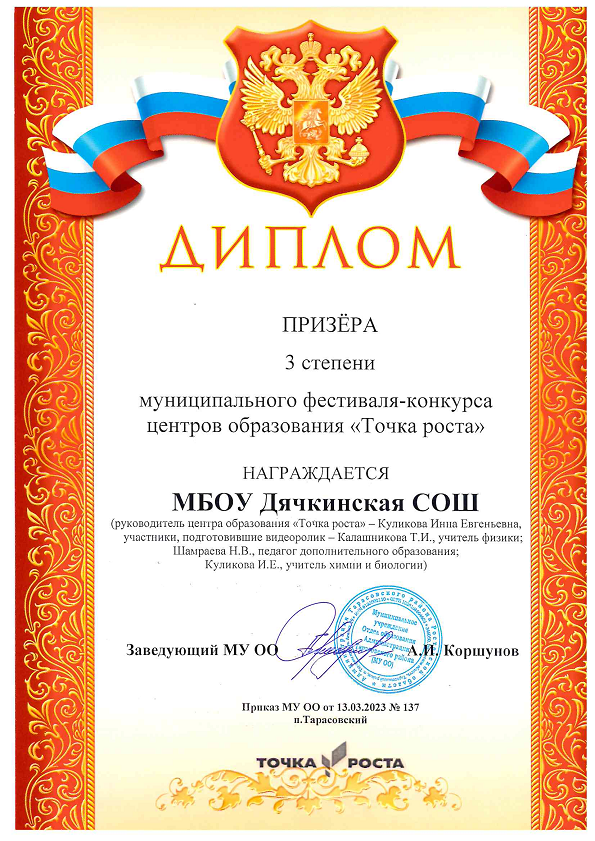 ДИПЛОМ
ПРИЗЁРА
3 степени
муниципального фестиваля-конкурса
центров образования «Точка роста»
НАГРАЖДАЕТСЯ
МБОУ Дячкинская СОШ
(руководитель центра образования «Точка роста» – Куликова Инна Евгеньевна,
участники, подготовившие видеоролик – Калашникова Т.И., учитель физики;
Шамраева Н.В., педагог дополнительного образования;
Куликова И.Е., учитель химии и биологии)
Муниципальное
учреждение
Отдел образования
Администрации
Тарасовского района
(МУ ОО)
Заведующий МУ ОО
А.И. Коршунов
Приказ МУ ОО от 13.03.2023 № 137
п.Тарасовский
ТОЧКА РОСТА